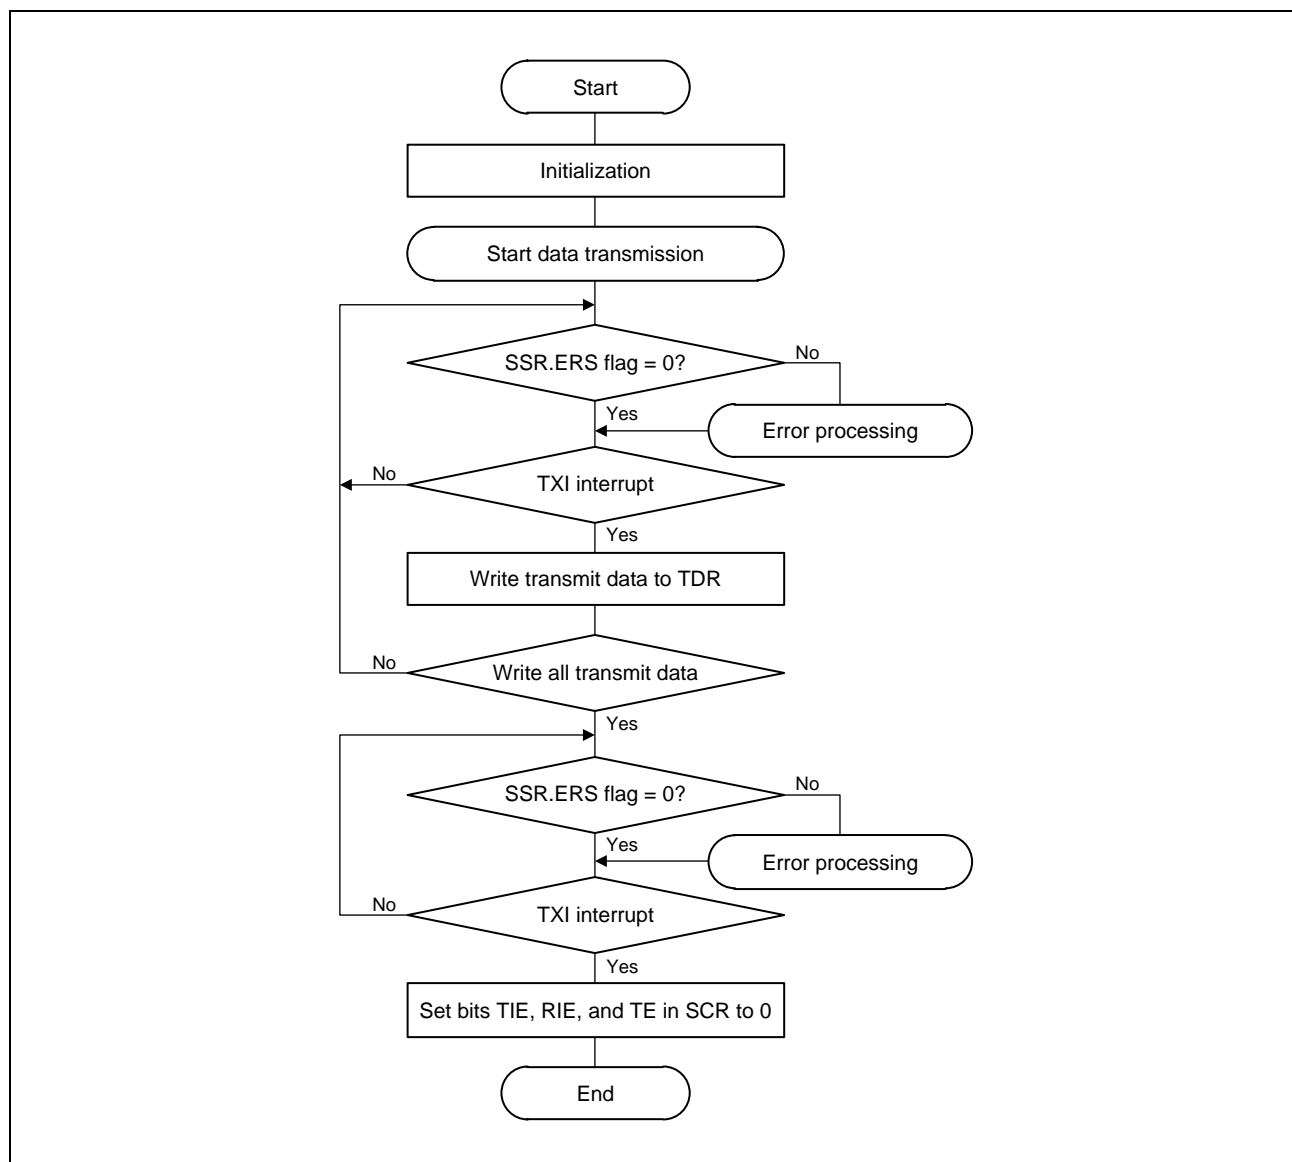 Start
Initialization
Start data transmission
SSR.ERS flag = 0?
No
Yes
Error processing
No
TXI interrupt
Yes
Write transmit data to TDR
No
Write all transmit data
Yes
SSR.ERS flag = 0?
No
Yes
Error processing
No
TXI interrupt
Yes
Set bits TIE, RIE, and TE in SCR to 0
End